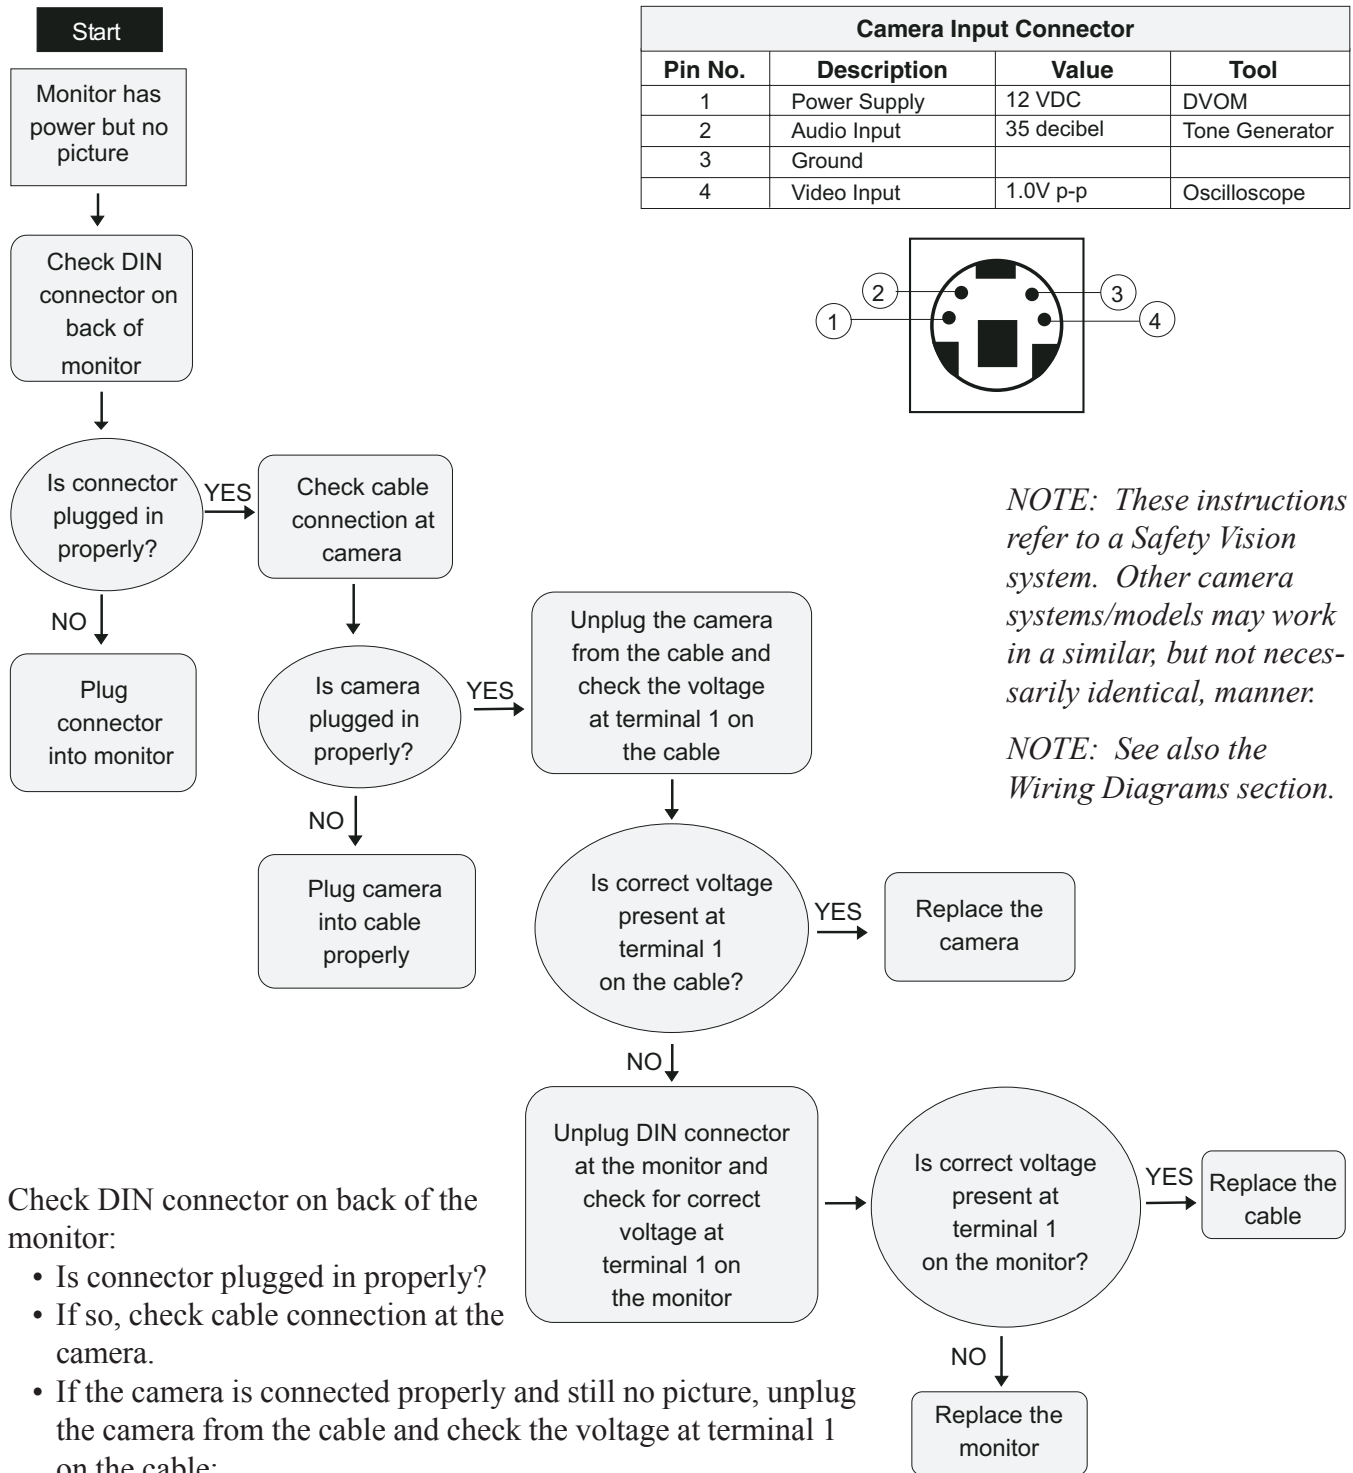 Start
Monitor has
power but no
picture
Check DIN
connector on
back of
monitor
Is connector
plugged in
properly?
YES
NO
Plug
connector
into monitor
Check cable
connection at
camera
Is camera
plugged in
properly?
YES
NO
Plug camera
into cable
properly
Unplug the camera
from the cable and
check the voltage
at terminal 1 on
the cable
Is correct voltage
present at
terminal 1
on the cable?
YES
Replace the
camera
NO
Unplug DIN connector
at the monitor and
check for correct
voltage at
terminal 1 on
the monitor
Is correct voltage
present at
terminal 1
on the monitor?
YES
Replace the
cable
NO
Replace the
monitor
Camera Input Connector
Pin No. Description Value Tool
1 Power Supply 12 VDC DVOM
2 Audio Input 35 decibel Tone Generator
3 Ground
4 Video Input 1.0V p-p Oscilloscope
2
3
1
4
NOTE: These instructions
refer to a Safety Vision
system. Other camera
systems/models may work
in a similar, but not neces-
sarily identical, manner.
NOTE: See also the
Wiring Diagrams section.
Check DIN connector on back of the
monitor:
• Is connector plugged in properly?
• If so, check cable connection at the
camera.
• If the camera is connected properly and still no picture, unplug
the camera from the cable and check the voltage at terminal 1
on the cable: